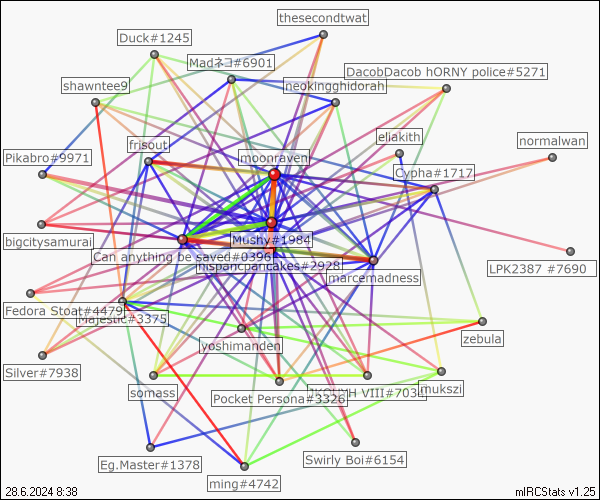 thesecondtwat
Duck#1245
Madネコ#6901
DacobDacob hORNY police#5271
shawntee9
neokingghidorah
eliakith
normalwan
frisout
moonraven
Pikabro#9971
Cypha#1717
bigcitysamurai
Mushy#1984
Can anything be saved#0396
hispancpancakes#2928
LPK2387 #7690
marcemadness
Fedora Stoat#4479
Majestic#3375
zebula
yoshimanden
Silver#7938
somass
Pocket Persona#3326
VIII#7034
mukszi
Eg.Master#1378
Swirly Boi#6154
ming#4742
28.6.2024 8:38
mIRCStats v1.25